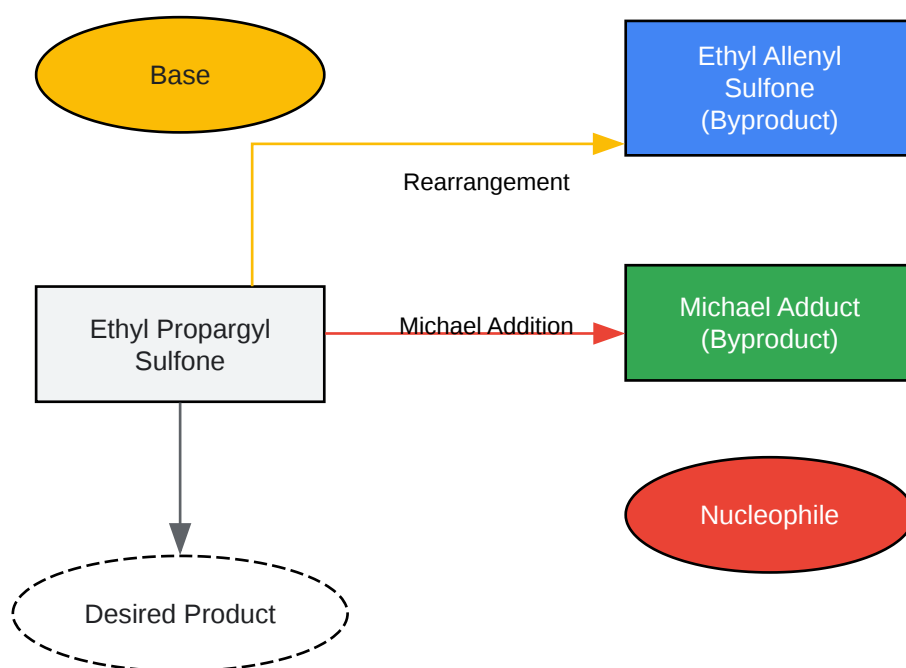 Base
Ethyl Allenyl
Sulfone
(Byproduct)
Rearrangement
Ethyl Propargyl
Sulfone
Michael Addition
Michael Adduct
(Byproduct)
Nucleophile
Desired Product